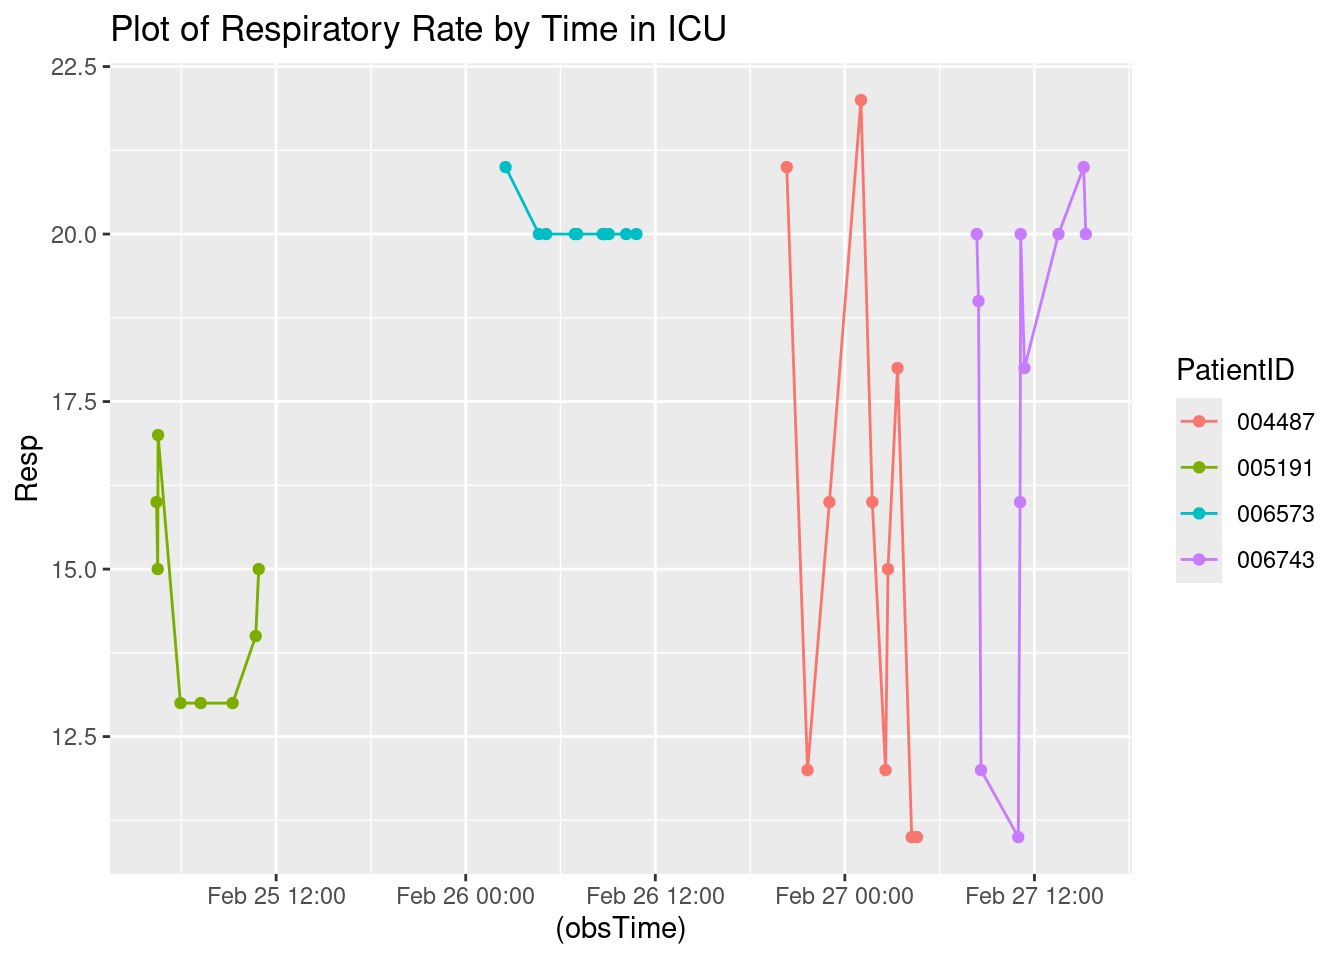 Plot of Respiratory Rate by Time in ICU
22.5
20.0
17.5
15.0
12.5
Resp
Feb 25 12:00
Feb 26 00:00
Feb 26 12:00
Feb 27 00:00
Feb 27 12:00
(obsTime)
PatientID
004487
005191
006573
006743